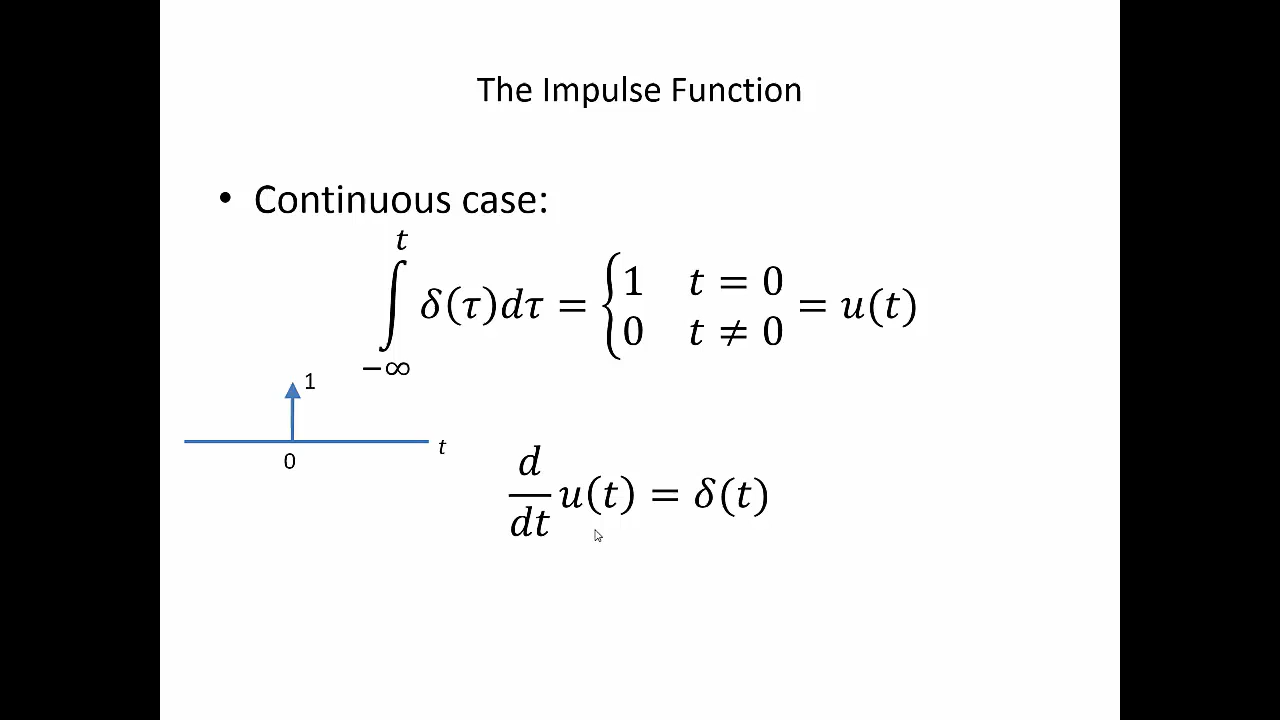 The Impulse Function
• Continuous case:
∫_{−∞}^{t} δ(τ)dτ = {1 t = 0; 0 t ≠ 0 = u(t)
1
t
0
d/dt u(t) = δ(t)